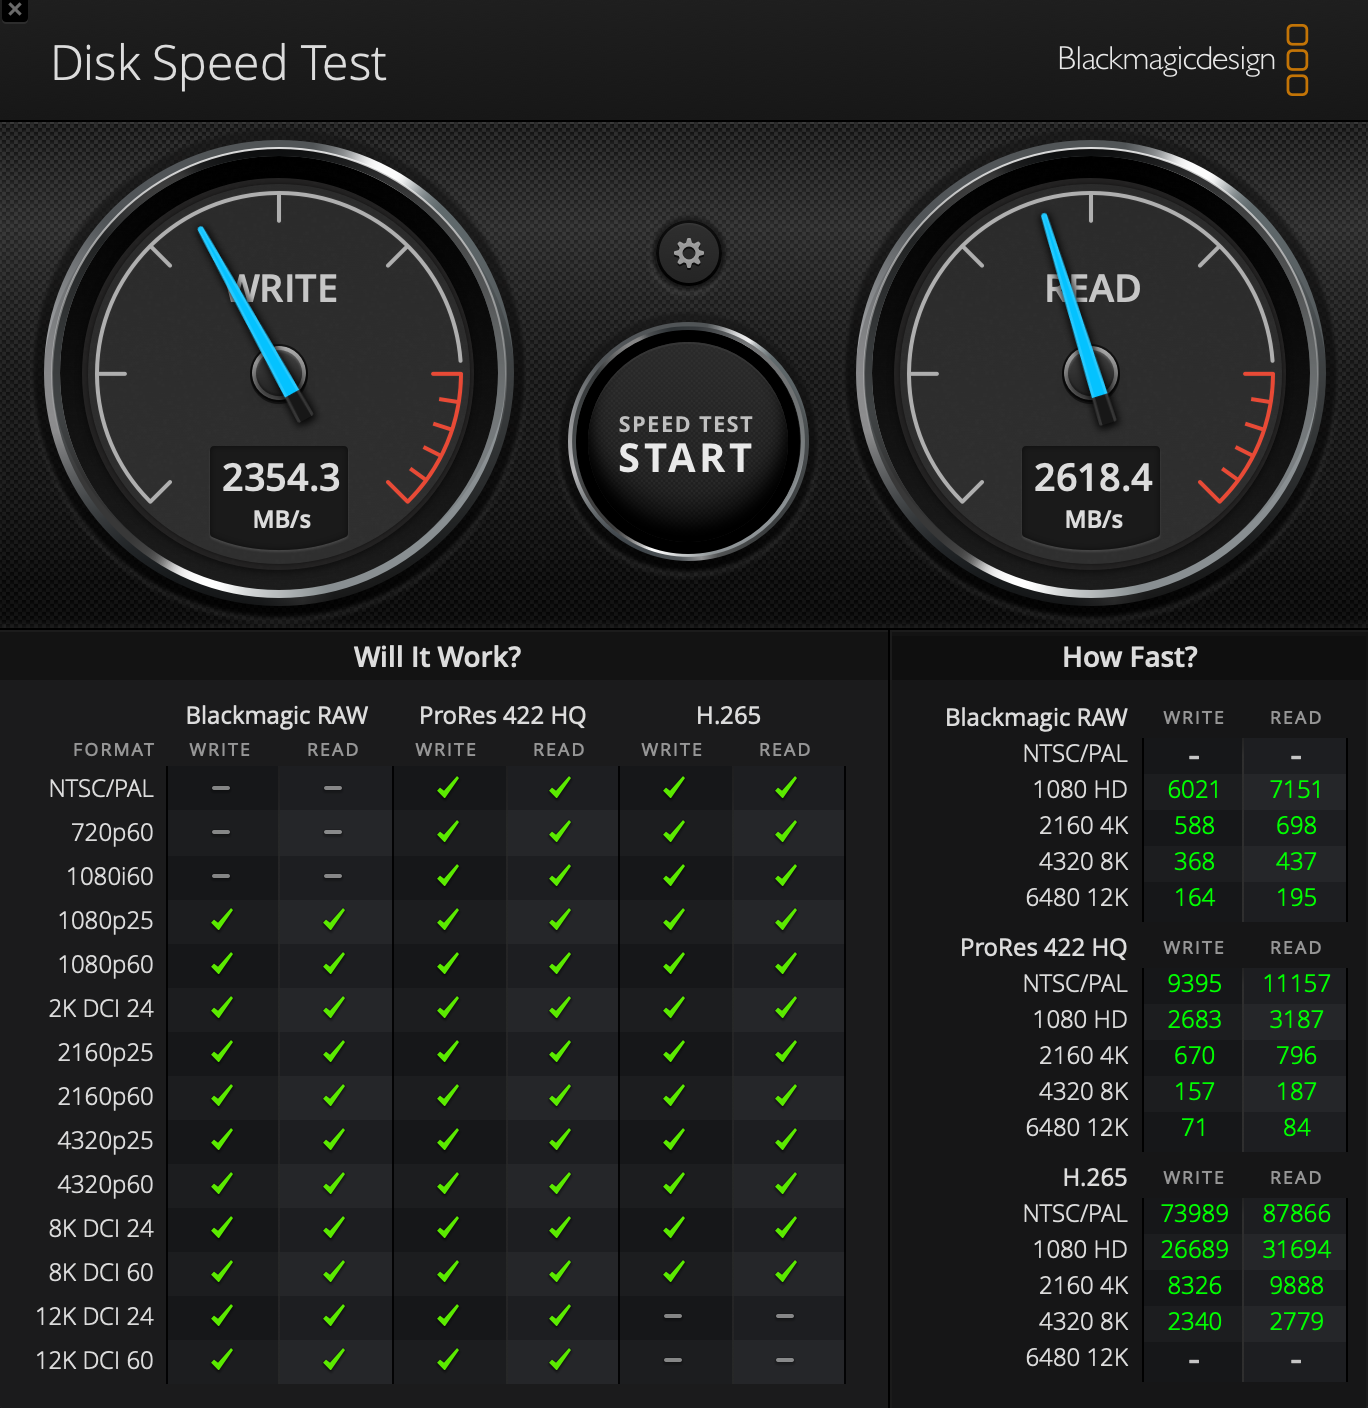 Disk Speed Test
Blackmagicdesign
WRITE
2354.3
MB/s
SPEED TEST
START
READ
2618.4
MB/s
Will It Work?
Blackmagic RAW ProRes 422 HQ H.265
FORMAT WRITE READ WRITE READ WRITE READ
NTSC/PAL – – ✓ ✓ ✓ ✓
720p60 – – ✓ ✓ ✓ ✓
1080i60 – – ✓ ✓ ✓ ✓
1080p25 ✓ ✓ ✓ ✓ ✓ ✓
1080p60 ✓ ✓ ✓ ✓ ✓ ✓
2K DCI 24 ✓ ✓ ✓ ✓ ✓ ✓
2160p25 ✓ ✓ ✓ ✓ ✓ ✓
2160p60 ✓ ✓ ✓ ✓ ✓ ✓
4320p25 ✓ ✓ ✓ ✓ ✓ ✓
4320p60 ✓ ✓ ✓ ✓ ✓ ✓
8K DCI 24 ✓ ✓ ✓ ✓ ✓ ✓
8K DCI 60 ✓ ✓ ✓ ✓ ✓ ✓
12K DCI 24 ✓ ✓ ✓ ✓ – –
12K DCI 60 ✓ ✓ ✓ ✓ – –
How Fast?
Blackmagic RAW WRITE READ
NTSC/PAL - -
1080 HD 6021 7151
2160 4K 588 698
4320 8K 368 437
6480 12K 164 195
ProRes 422 HQ WRITE READ
NTSC/PAL 9395 11157
1080 HD 2683 3187
2160 4K 670 796
4320 8K 157 187
6480 12K 71 84
H.265 WRITE READ
NTSC/PAL 73989 87866
1080 HD 26689 31694
2160 4K 8326 9888
4320 8K 2340 2779
6480 12K - -